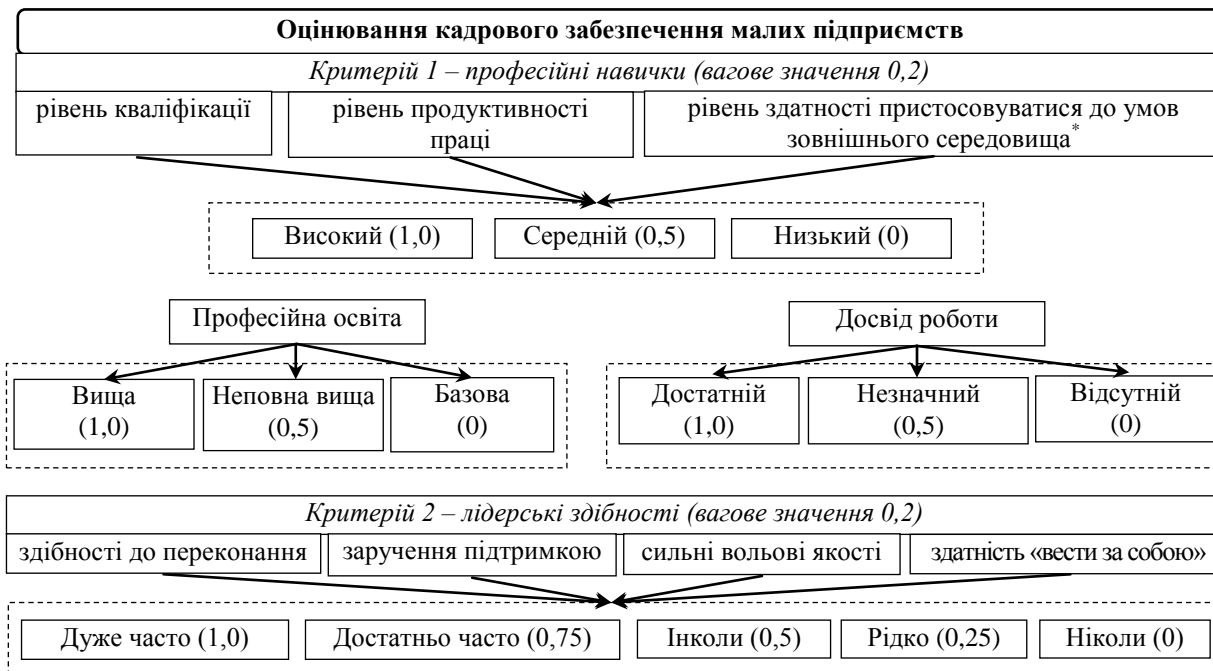 Оцінювання кадрового забезпечення малих підприємств
Критерій 1 – професійні навички (вагове значення 0,2)
рівень кваліфікації
рівень продуктивності
праці
рівень здатності пристосовуватися до умов
зовнішнього середовища*
Високий (1,0)
Середній (0,5)
Низький (0)
Професійна освіта
Досвід роботи
Вища
(1,0)
Неповна вища
(0,5)
Базова
(0)
Достатній
(1,0)
Незначний
(0,5)
Відсутній
(0)
Критерій 2 – лідерські здібності (вагове значення 0,2)
здібності до переконання
заручення підтримкою
сильні вольові якості
здатність «вести за собою»
Дуже часто (1,0)
Достатньо часто (0,75)
Інколи (0,5)
Рідко (0,25)
Ніколи (0)